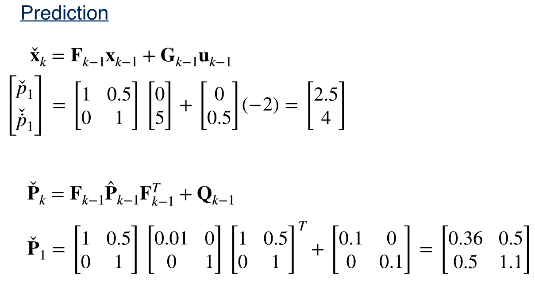 Prediction
x̌ₖ = Fₖ₋₁xₖ₋₁ + Gₖ₋₁uₖ₋₁
[p̌₁; ṗ̌₁] = [1 0.5; 0 1] [0; 5] + [0; 0.5] (−2) = [2.5; 4]
P̌ₖ = Fₖ₋₁P̂ₖ₋₁Fᵀₖ₋₁ + Qₖ₋₁
P̌₁ = [1 0.5; 0 1] [0.01 0; 0 1] [1 0.5; 0 1]ᵀ + [0.1 0; 0 0.1] = [0.36 0.5; 0.5 1.1]